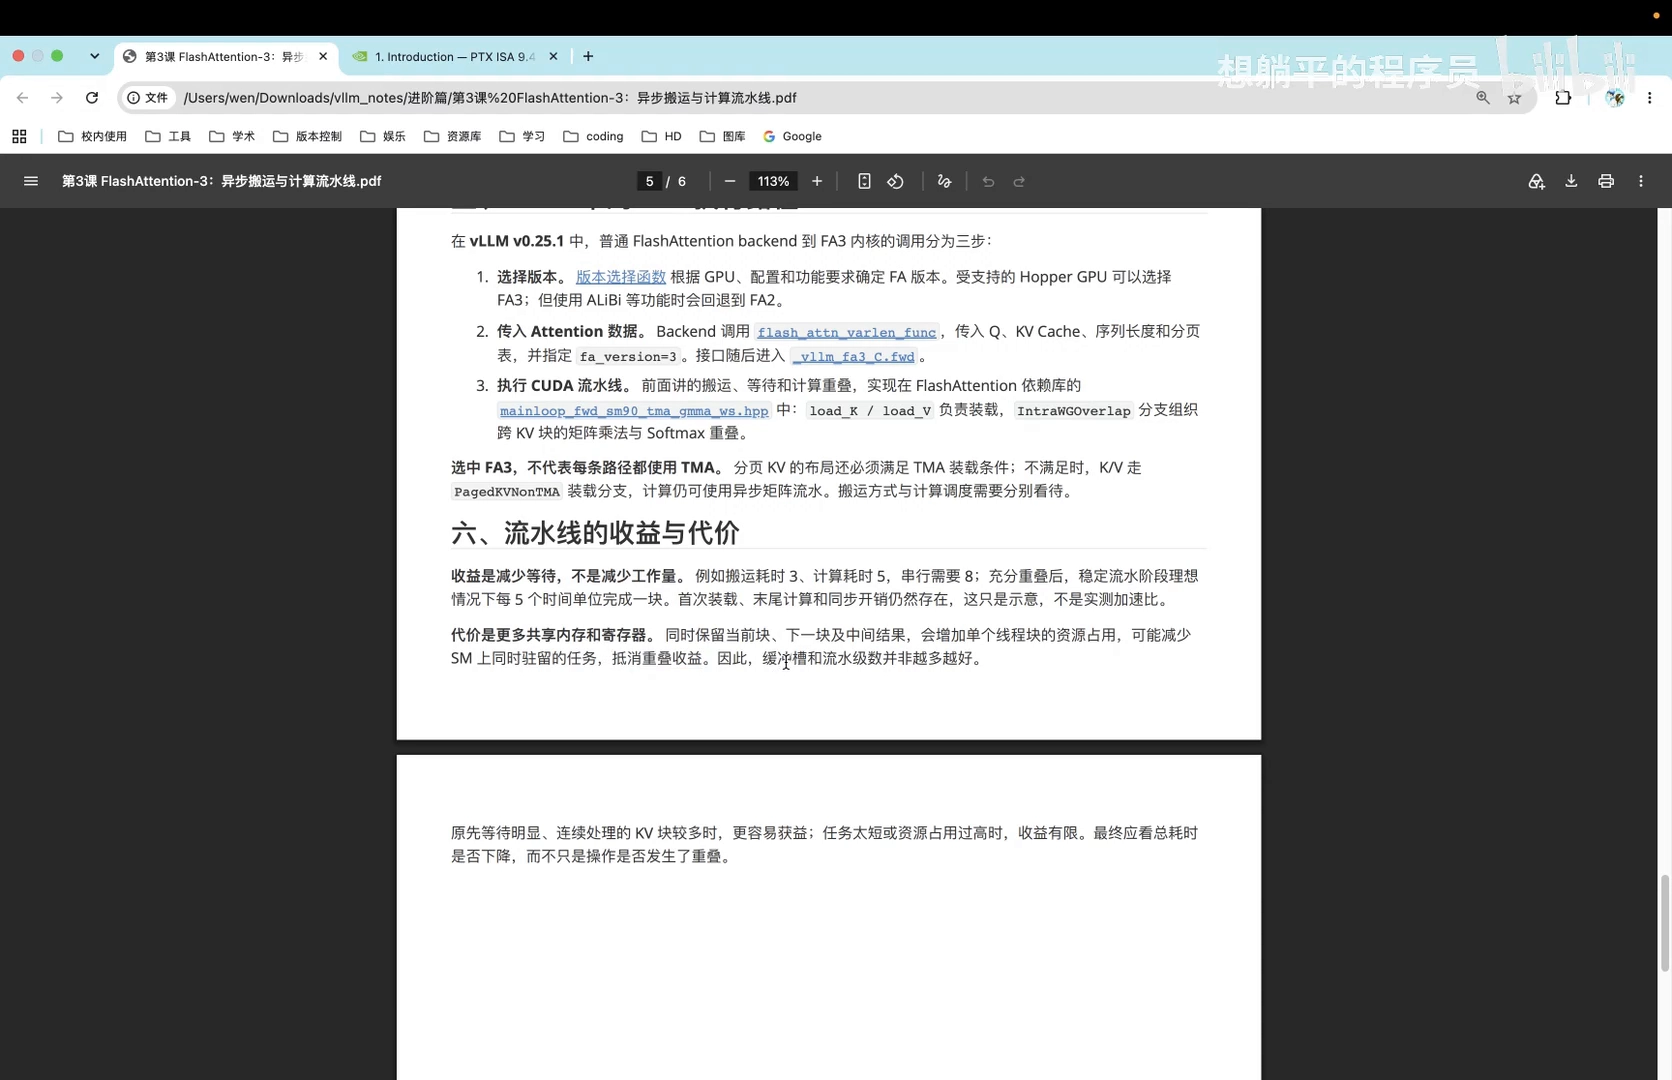 第3课 FlashAttention-3：异步
1. Introduction — PTX ISA 9.4
想躺平的程序员 bilibili
文件 /Users/wen/Downloads/vllm_notes/进阶篇/第3课%20FlashAttention-3：异步搬运与计算流水线.pdf
校内使用 工具 学术 版本控制 娱乐 资源库 学习 coding HD 图库 Google
第3课 FlashAttention-3：异步搬运与计算流水线.pdf 5 / 6 113%
在 vLLM v0.25.1 中，普通 FlashAttention backend 到 FA3 内核的调用分为三步：
1. 选择版本。 版本选择函数 根据 GPU、配置和功能要求确定 FA 版本。受支持的 Hopper GPU 可以选择
FA3；但使用 ALiBi 等功能时会回退到 FA2。
2. 传入 Attention 数据。 Backend 调用 flash_attn_varlen_func，传入 Q、KV Cache、序列长度和分页
表，并指定 fa_version=3。接口随后进入 _vllm_fa3_C.fwd。
3. 执行 CUDA 流水线。 前面讲的搬运、等待和计算重叠，实现在 FlashAttention 依赖库的
mainloop_fwd_sm90_tma_gmma_ws.hpp 中：load_K / load_V 负责装载，IntraWGOverlap 分支组织
跨 KV 块的矩阵乘法与 Softmax 重叠。
选中 FA3，不代表每条路径都使用 TMA。 分页 KV 的布局还必须满足 TMA 装载条件；不满足时，K/V 走
PagedKVNonTMA 装载分支，计算仍可使用异步矩阵流水。搬运方式与计算调度需要分别看待。
六、流水线的收益与代价
收益是减少等待，不是减少工作量。 例如搬运耗时 3、计算耗时 5，串行需要 8；充分重叠后，稳定流水阶段理想
情况下每 5 个时间单位完成一块。首次装载、末尾计算和同步开销仍然存在，这只是示意，不是实测加速比。
代价是更多共享内存和寄存器。 同时保留当前块、下一块及中间结果，会增加单个线程块的资源占用，可能减少
SM 上同时驻留的任务，抵消重叠收益。因此，缓冲槽和流水级数并非越多越好。
原先等待明显、连续处理的 KV 块较多时，更容易获益；任务太短或资源占用过高时，收益有限。最终应看总耗时
是否下降，而不只是操作是否发生了重叠。